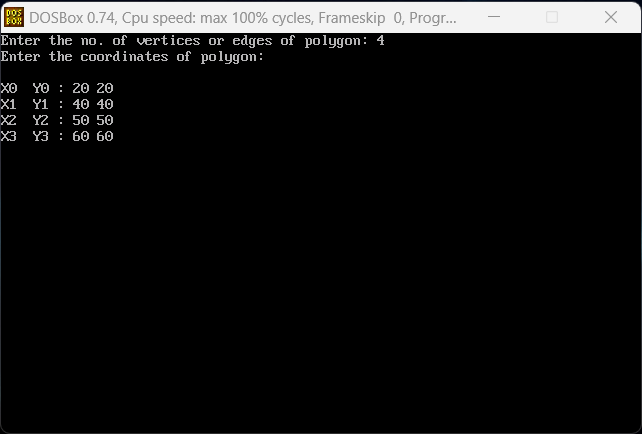 DOS
BOX
DOSBox 0.74, Cpu speed: max 100% cycles, Frameskip 0, Progr...
Enter the no. of vertices or edges of polygon: 4
Enter the coordinates of polygon:
X0 Y0 : 20 20
X1 Y1 : 40 40
X2 Y2 : 50 50
X3 Y3 : 60 60